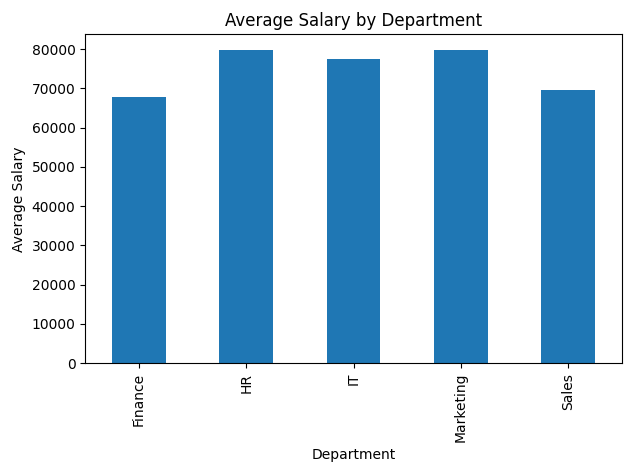 Average Salary by Department
Average Salary
80000
70000
60000
50000
40000
30000
20000
10000
0
Finance
HR
IT
Marketing
Sales
Department